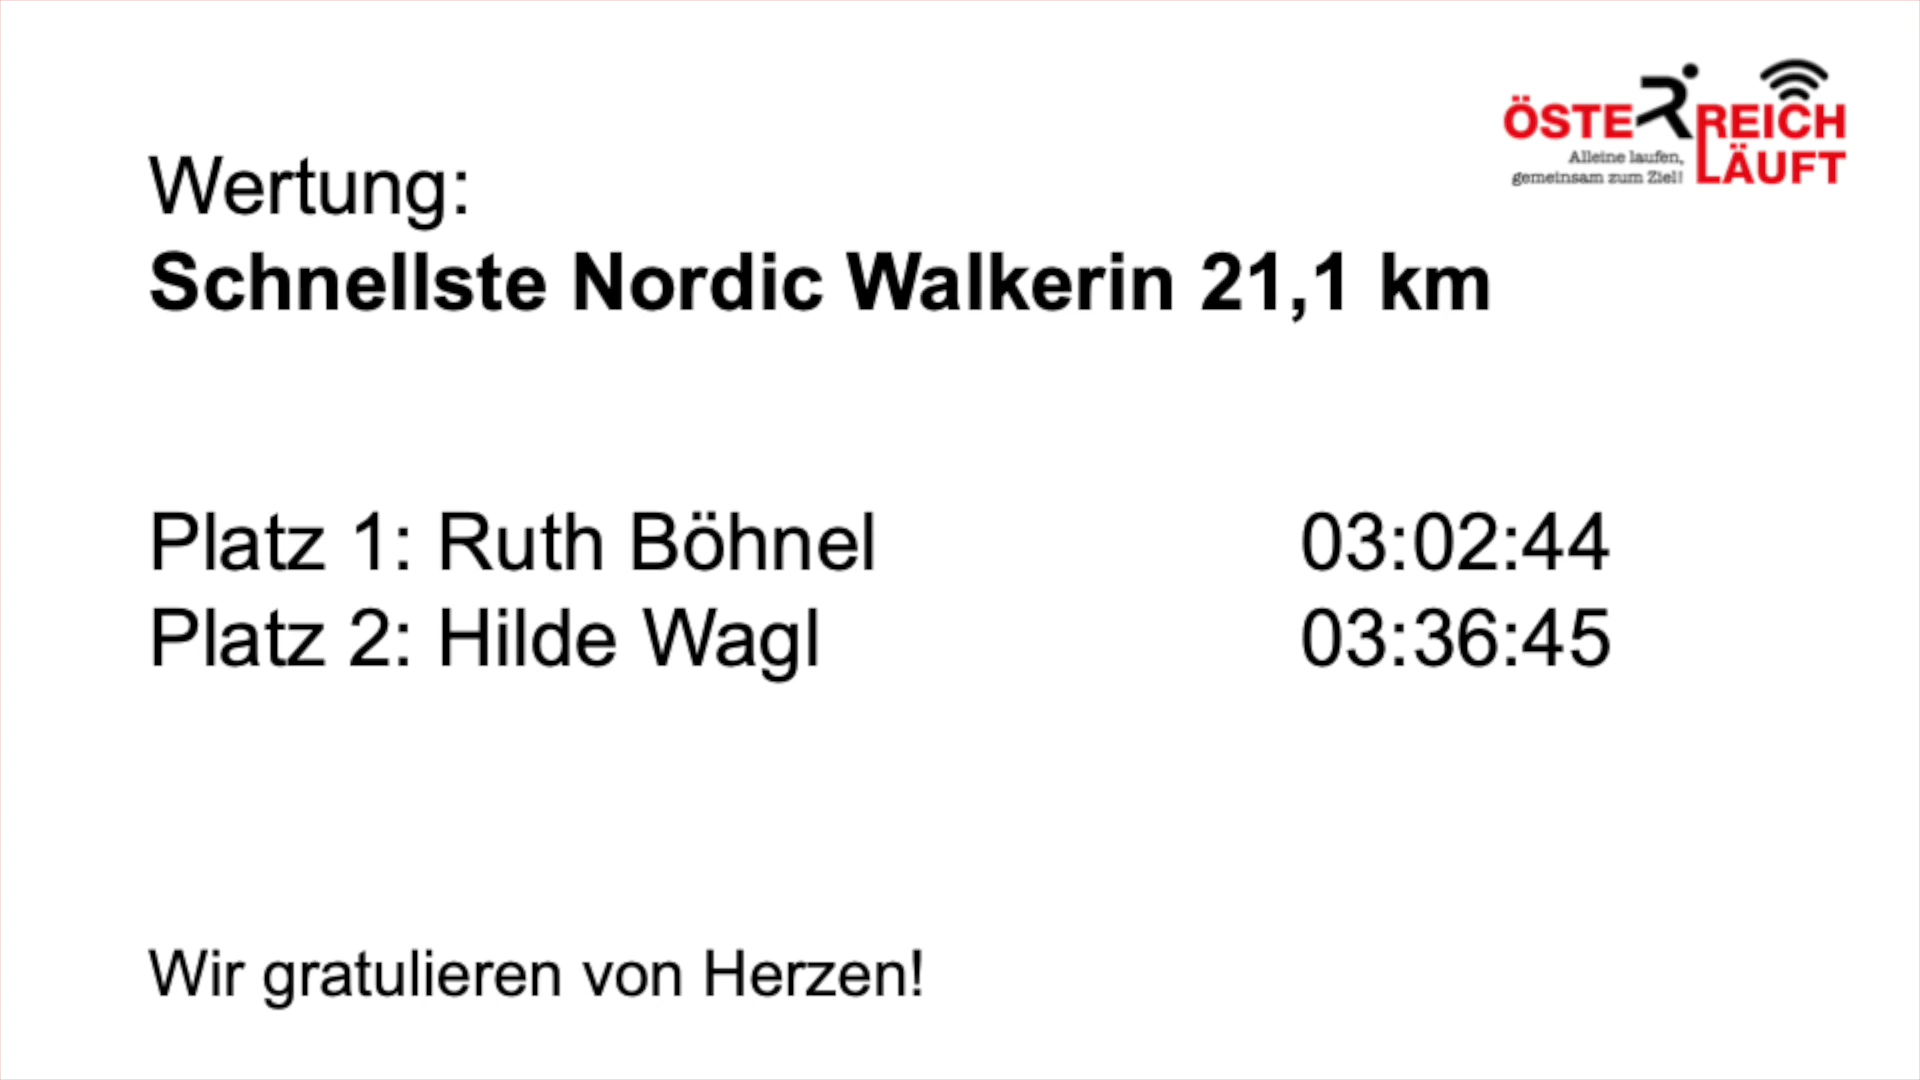 ÖSTERREICH
LÄUFT
Alleine laufen,
gemeinsam zum Ziel!
Wertung:
Schnellste Nordic Walkerin 21,1 km
Platz 1: Ruth Böhnel 03:02:44
Platz 2: Hilde Wagl 03:36:45
Wir gratulieren von Herzen!